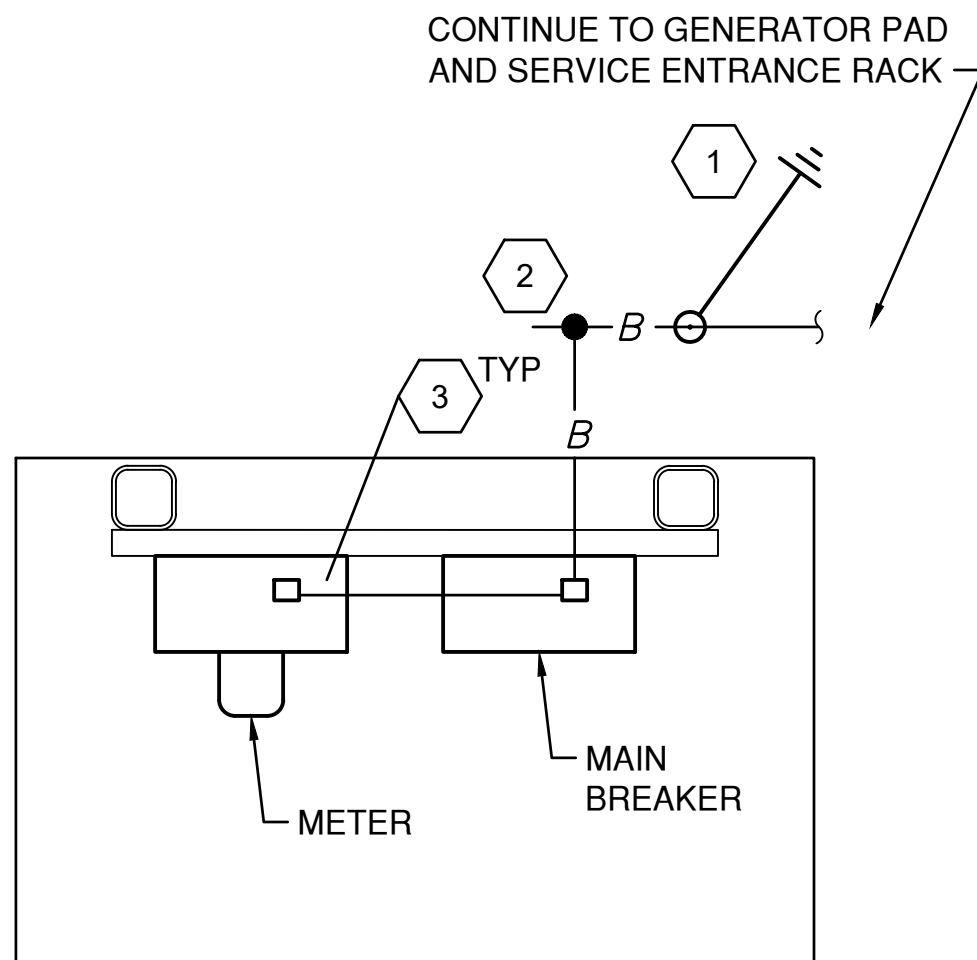 CONTINUE TO GENERATOR PAD
AND SERVICE ENTRANCE RACK
1
2
B
3
TYP
B
MAIN
BREAKER
METER